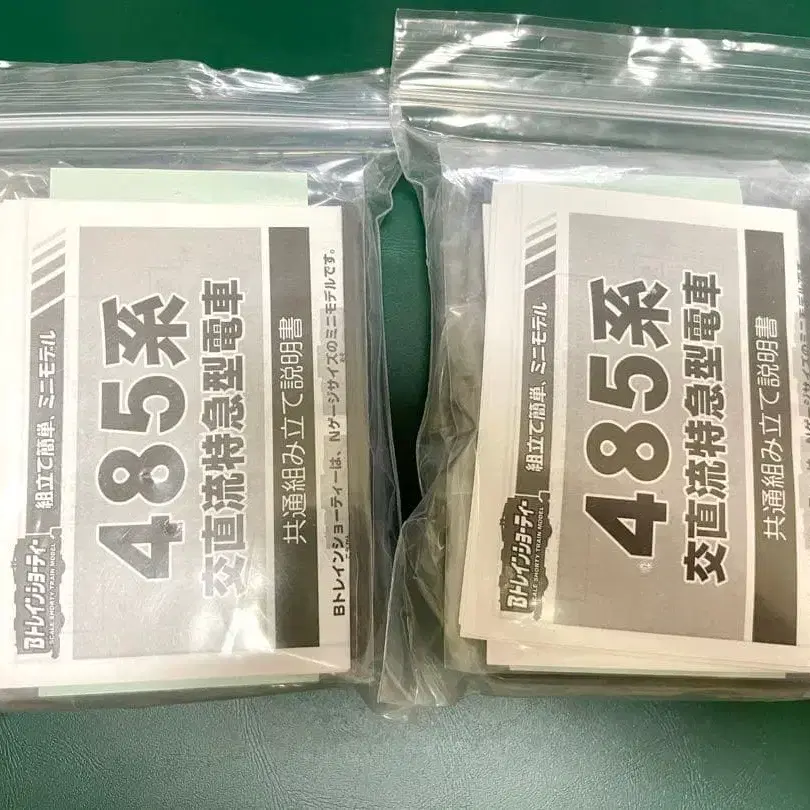 Bトレインショーティー
SCALE SHORTY TRAIN MODEL
組立て簡単、ミニモデル
485系
交直流特急型電車
共通組み立て説明書
Bトレインショーティーは、Nゲージサイズのミニモデルです。
Bトレインショーティー
SCALE SHORTY TRAIN MODEL
組立て簡単、ミニモデル
485系
交直流特急型電車
共通組み立て説明書